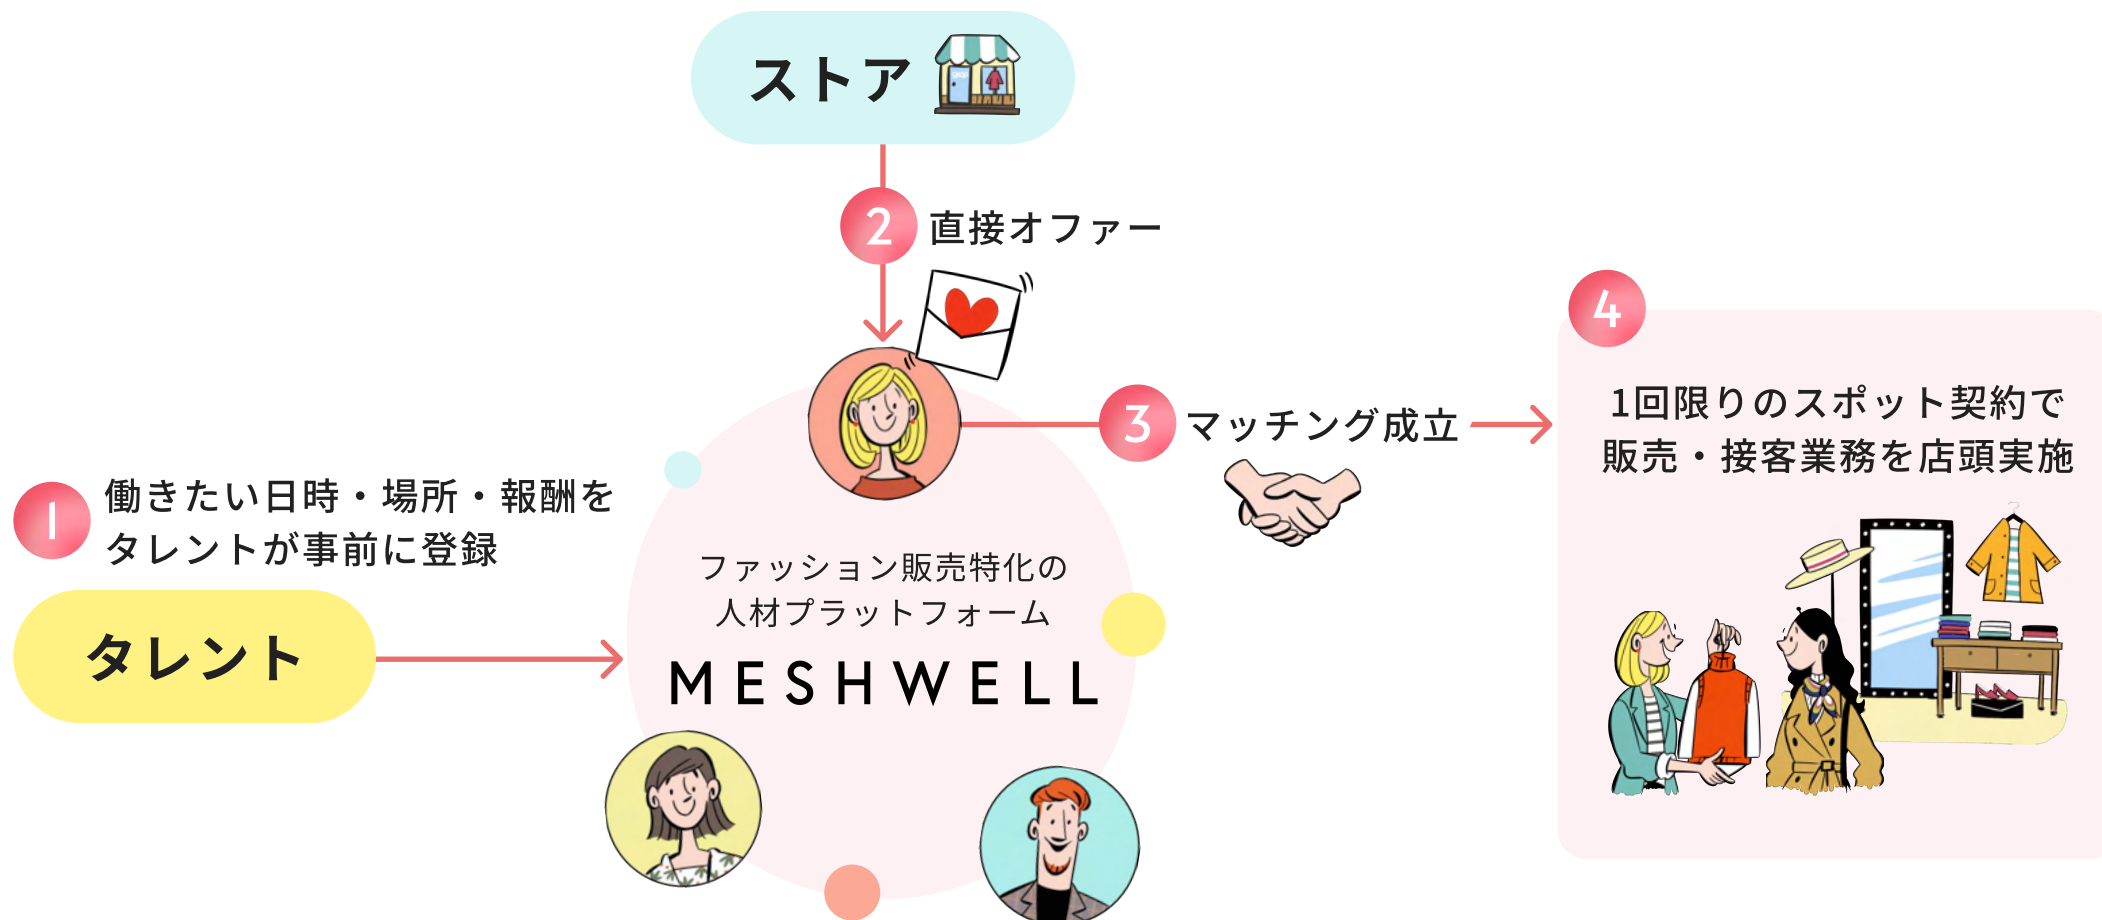 ストア
2
直接オファー
3
マッチング成立
4
1回限りのスポット契約で
販売・接客業務を店頭実施
1
働きたい日時・場所・報酬を
タレントが事前に登録
タレント
ファッション販売特化の
人材プラットフォーム
MESHWELL